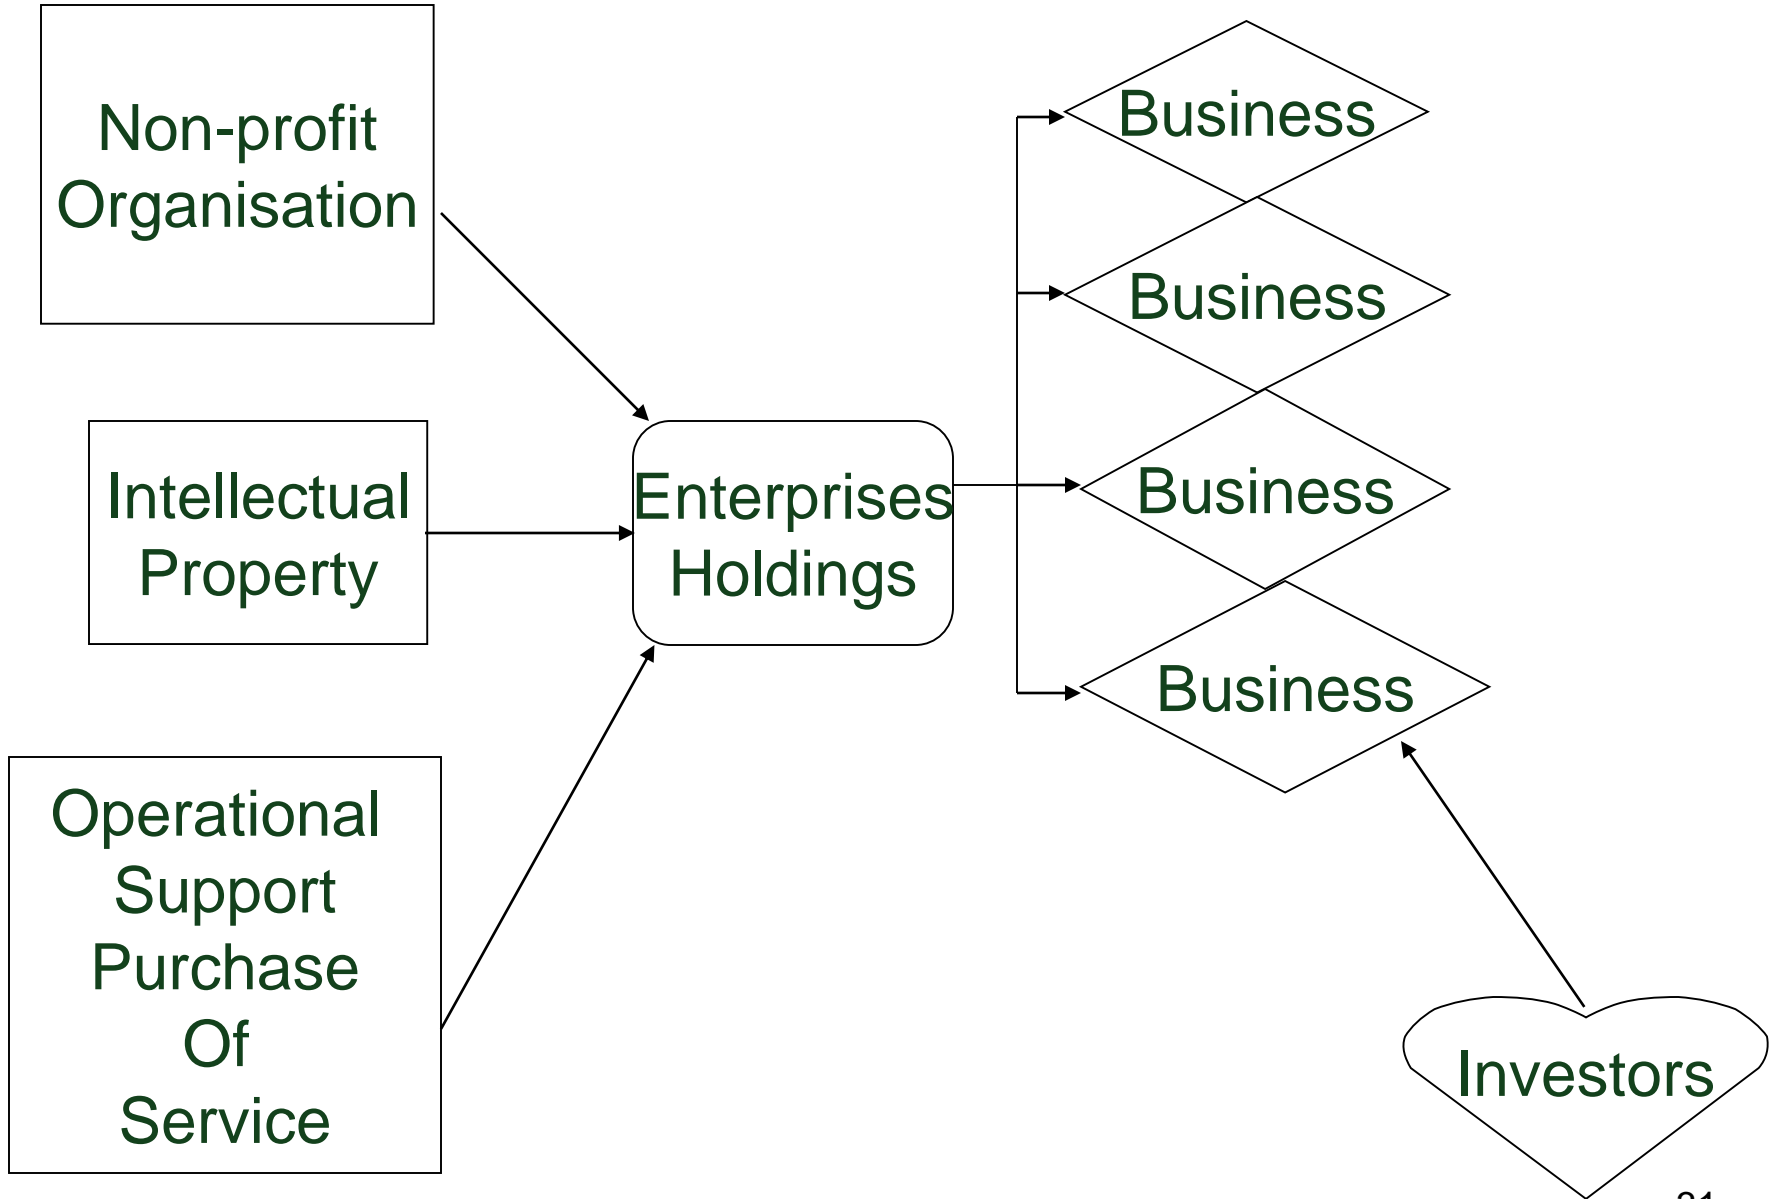 Non-profit
Organisation
Intellectual
Property
Operational
Support
Purchase
Of
Service
Enterprises
Holdings
Business
Business
Business
Business
Investors